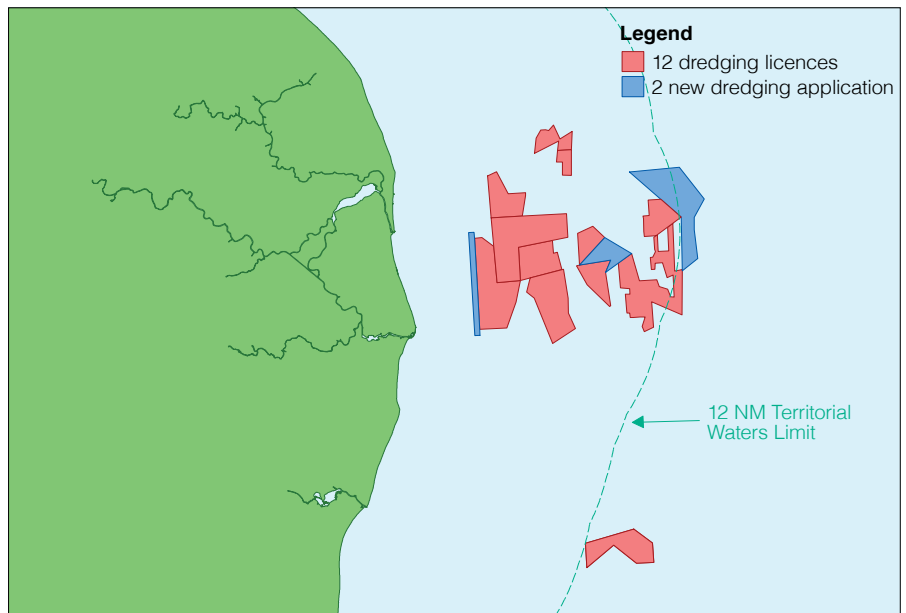 Legend
12 dredging licences
2 new dredging application
12 NM Territorial
Waters Limit